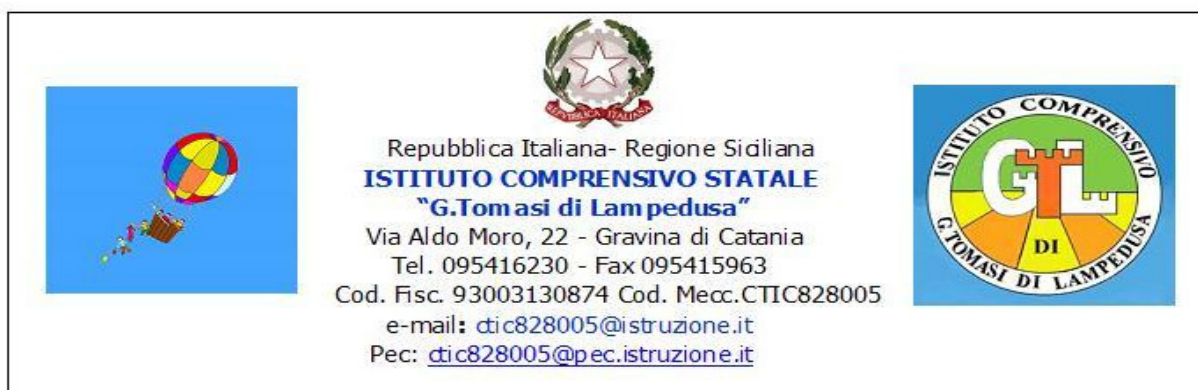 REPVBBLICA ITALIANA
Repubblica Italiana- Regione Siciliana
ISTITUTO COMPRENSIVO STATALE
"G.Tomasi di Lampedusa"
Via Aldo Moro, 22 - Gravina di Catania
Tel. 095416230 - Fax 095415963
Cod. Fisc. 93003130874 Cod. Mecc.CTIC828005
e-mail: ctic828005@istruzione.it
Pec: ctic828005@pec.istruzione.it
ISTITUTO COMPRENSIVO
GTL
DI
G.TOMASI DI LAMPEDUSA